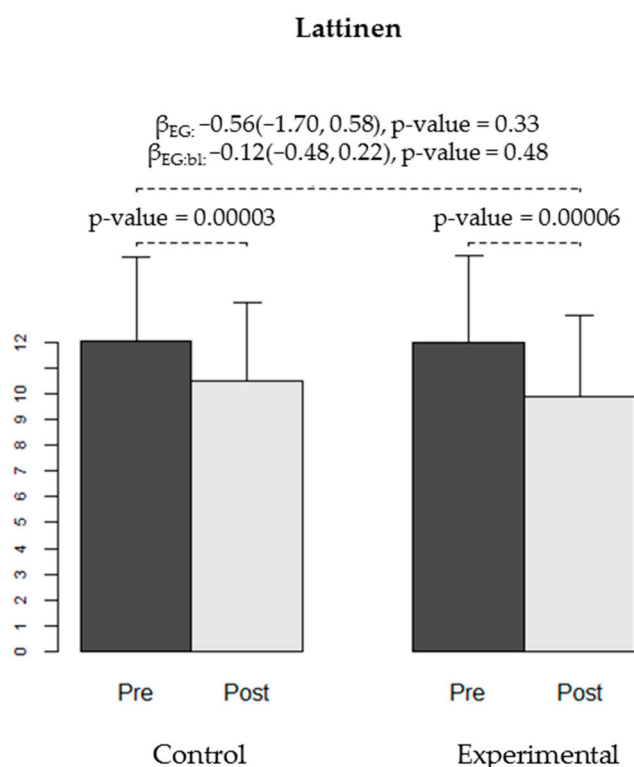 Lattinen
βEG: −0.56(−1.70, 0.58), p-value = 0.33
βEG:bl: −0.12(−0.48, 0.22), p-value = 0.48
p-value = 0.00003 p-value = 0.00006
12
10
9
8
7
6
5
4
3
2
1
0
Pre Post Pre Post
Control Experimental